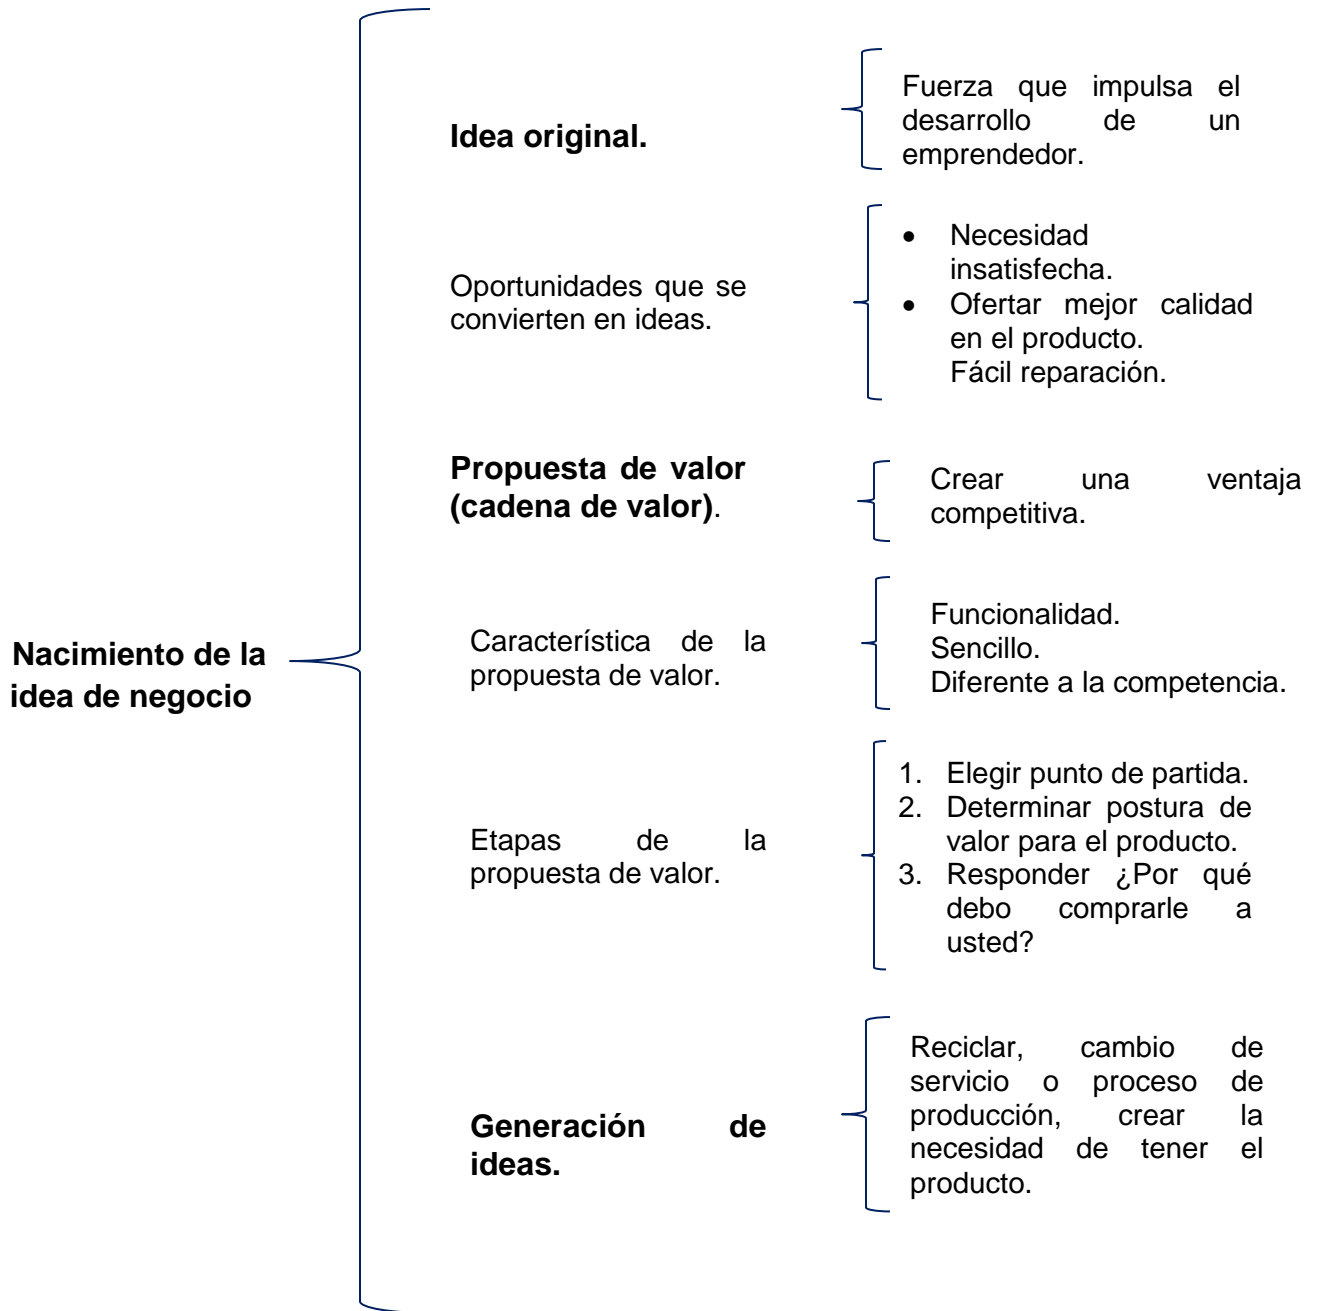 Nacimiento de la
idea de negocio
Idea original.
Fuerza que impulsa el
desarrollo de un
emprendedor.
Oportunidades que se
convierten en ideas.
• Necesidad
insatisfecha.
• Ofertar mejor calidad
en el producto.
Fácil reparación.
Propuesta de valor
(cadena de valor).
Crear una ventaja
competitiva.
Característica de la
propuesta de valor.
Funcionalidad.
Sencillo.
Diferente a la competencia.
Etapas de la
propuesta de valor.
1. Elegir punto de partida.
2. Determinar postura de
valor para el producto.
3. Responder ¿Por qué
debo comprarle a
usted?
Generación de
ideas.
Reciclar, cambio de
servicio o proceso de
producción, crear la
necesidad de tener el
producto.